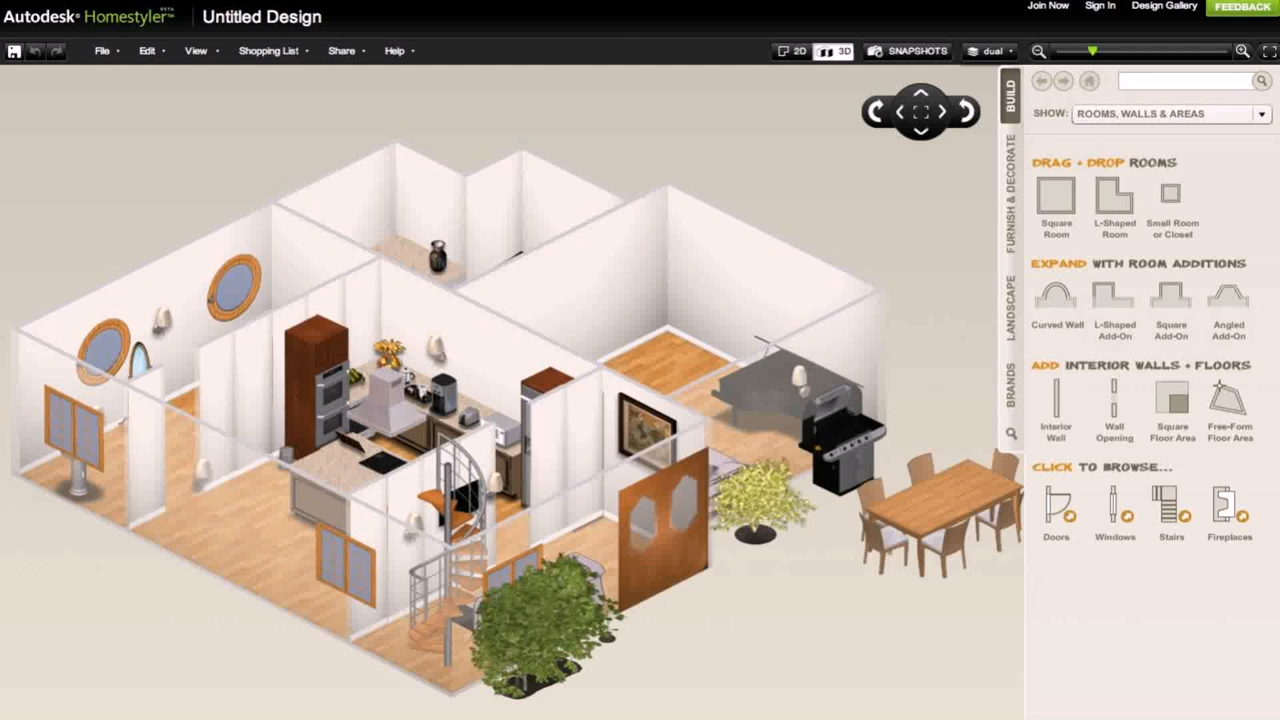 Autodesk® Homestyler™ BETA Untitled Design
Join Now Sign In Design Gallery FEEDBACK
File Edit View Shopping List Share Help 2D 3D SNAPSHOTS dual
BUILD
FURNISH & DECORATE
LANDSCAPE
BRANDS
SHOW: ROOMS, WALLS & AREAS
DRAG + DROP ROOMS
Square Room
L-Shaped Room
Small Room or Closet
EXPAND WITH ROOM ADDITIONS
Curved Wall
L-Shaped Add-On
Square Add-On
Angled Add-On
ADD INTERIOR WALLS + FLOORS
Interior Wall
Wall Opening
Square Floor Area
Free-Form Floor Area
CLICK TO BROWSE...
Doors Windows Stairs Fireplaces